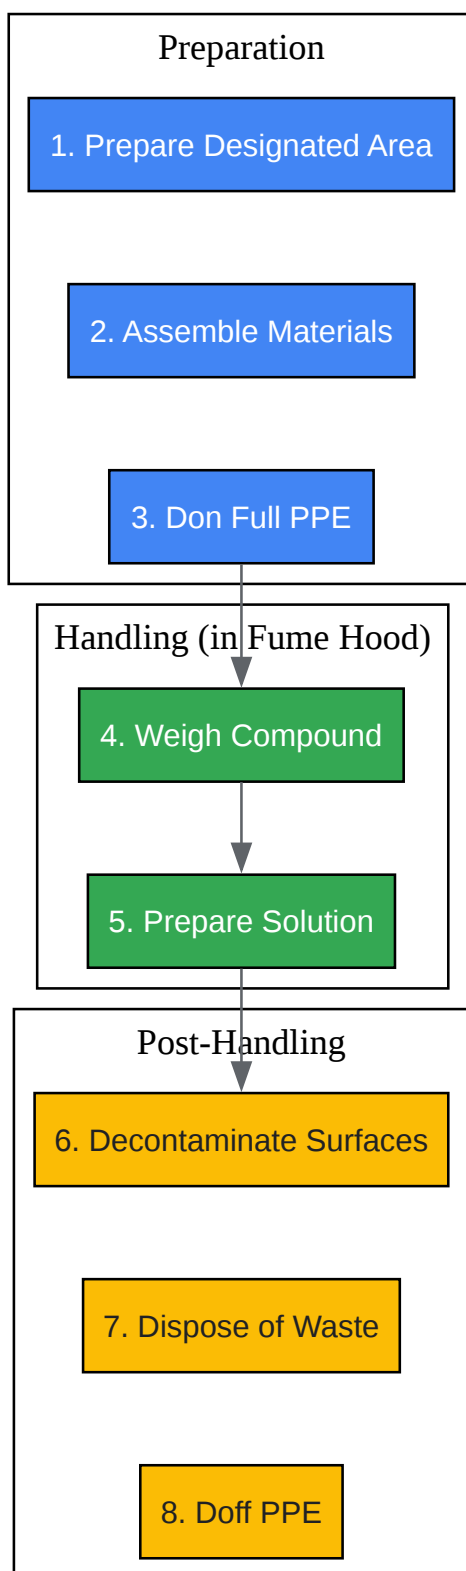 Preparation
1. Prepare Designated Area
2. Assemble Materials
3. Don Full PPE
Handling (in Fume Hood)
4. Weigh Compound
5. Prepare Solution
Post-Handling
6. Decontaminate Surfaces
7. Dispose of Waste
8. Doff PPE